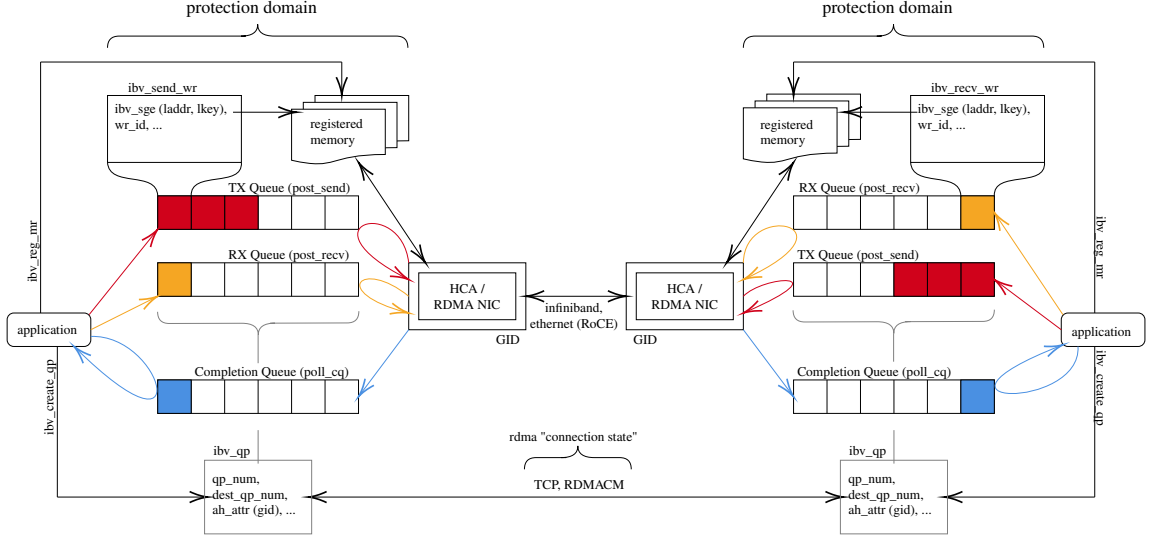 protection domain
protection domain
ibv_send_wr
ibv_recv_wr
ibv_sge (laddr, lkey),
wr_id, ...
registered
memory
registered
memory
ibv_sge (laddr, lkey),
wr_id, ...
TX Queue (post_send)
RX Queue (post_recv)
ibv_reg_mr
ibv_reg_mr
RX Queue (post_recv)
TX Queue (post_send)
HCA /
RDMA NIC
infiniband,
ethernet (RoCE)
HCA /
RDMA NIC
application
GID
GID
application
Completion Queue (poll_cq)
Completion Queue (poll_cq)
ibv_create_qp
ibv_create_qp
rdma "connection state"
ibv_qp
ibv_qp
qp_num,
dest_qp_num,
ah_attr (gid), ...
TCP, RDMACM
qp_num,
dest_qp_num,
ah_attr (gid), ...